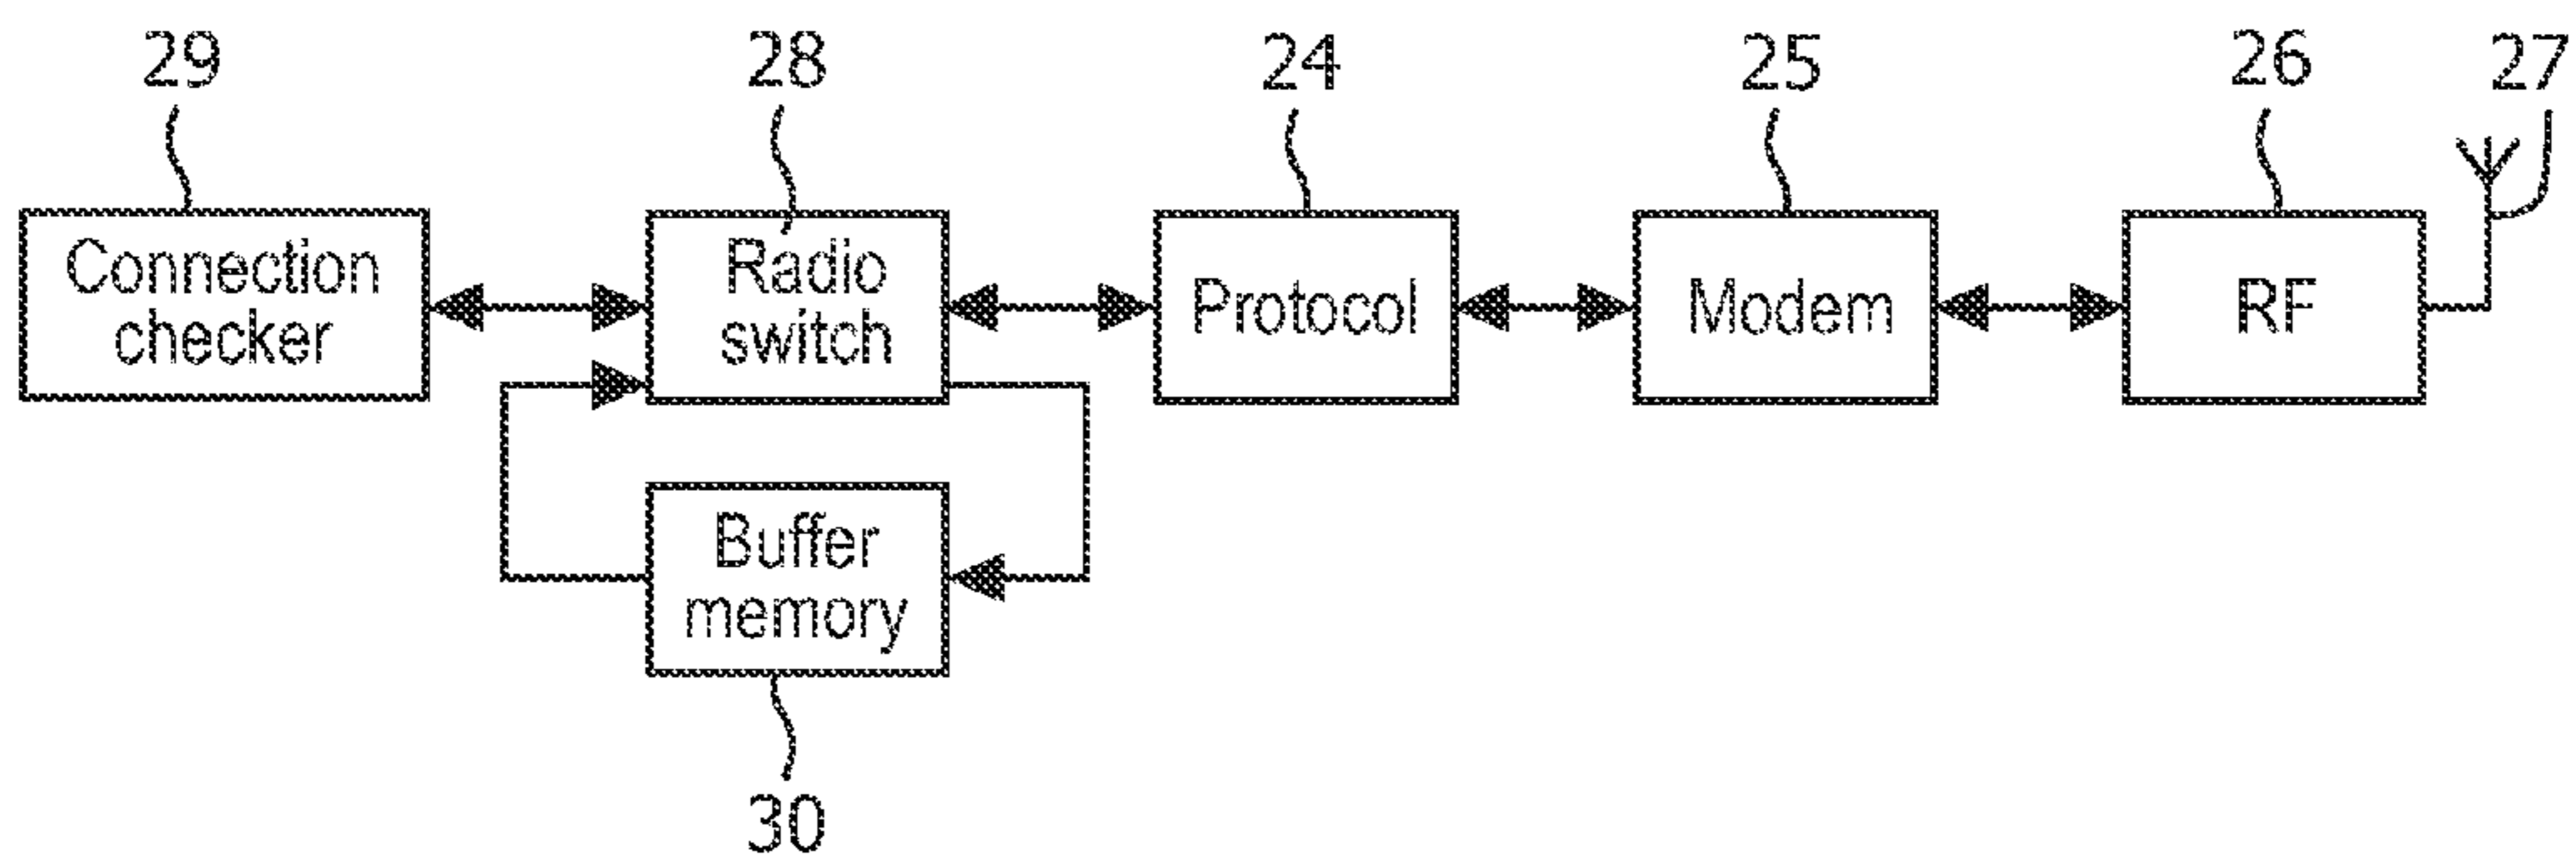 29
28
24
25
26
27
Connection
checker
Radio
switch
Protocol
Modem
RF
Buffer
memory
30